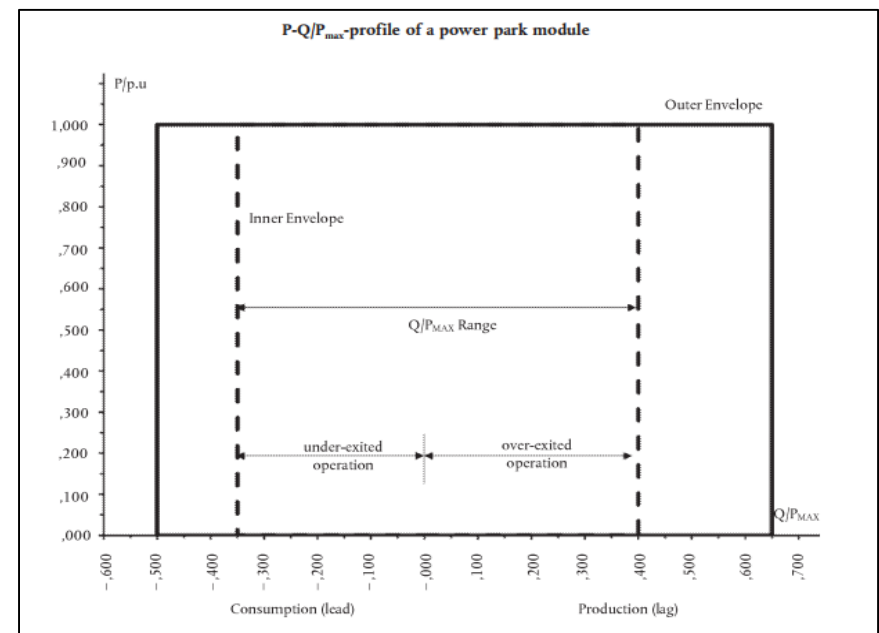 P-Q/Pmax-profile of a power park module
P/p.u
Outer Envelope
1,000
,900
,800
Inner Envelope
,700
,600
Q/PMAX Range
,500
,400
,300
under-exited
operation
over-exited
operation
,200
,100
Q/PMAX
,000
–,600
–,500
–,400
–,300
–,200
–,100
–,000
,100
,200
,300
,400
,500
,600
,700
Consumption (lead)
Production (lag)